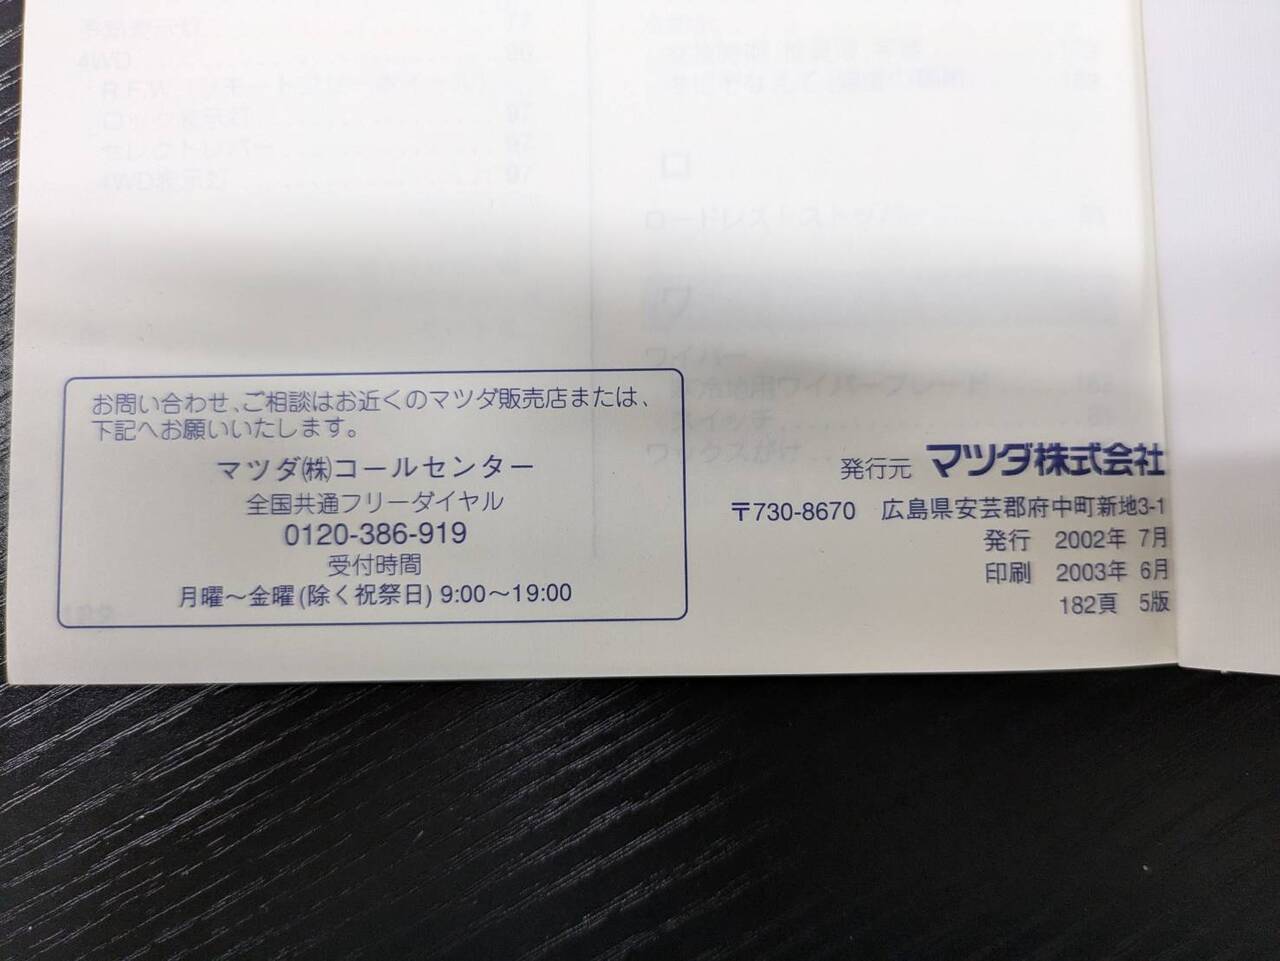 お問い合わせ、ご相談はお近くのマツダ販売店または、
下記へお願いいたします。
マツダ㈱コールセンター
全国共通フリーダイヤル
0120-386-919
受付時間
月曜～金曜(除く祝祭日) 9:00～19:00
発行元 マツダ株式会社
〒730-8670 広島県安芸郡府中町新地3-1
発行 2002年 7月
印刷 2003年 6月
182頁 5版